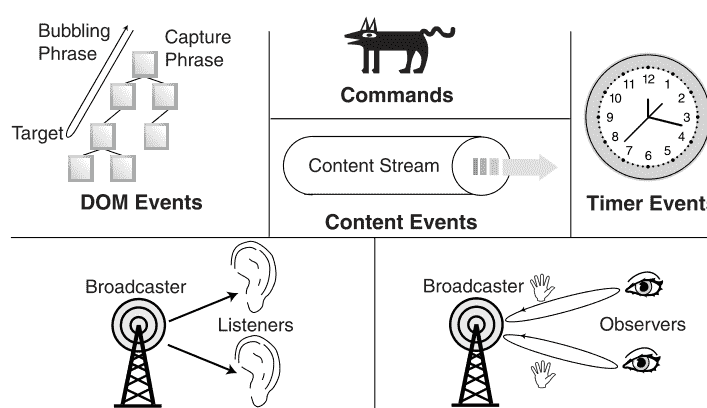 Bubbling
Phrase
Capture
Phrase
Target
DOM Events
Commands
Content Stream
Content Events
12
1
2
3
4
5
6
7
8
9
10
11
Timer Events
Broadcaster
Listeners
Broadcaster
Observers